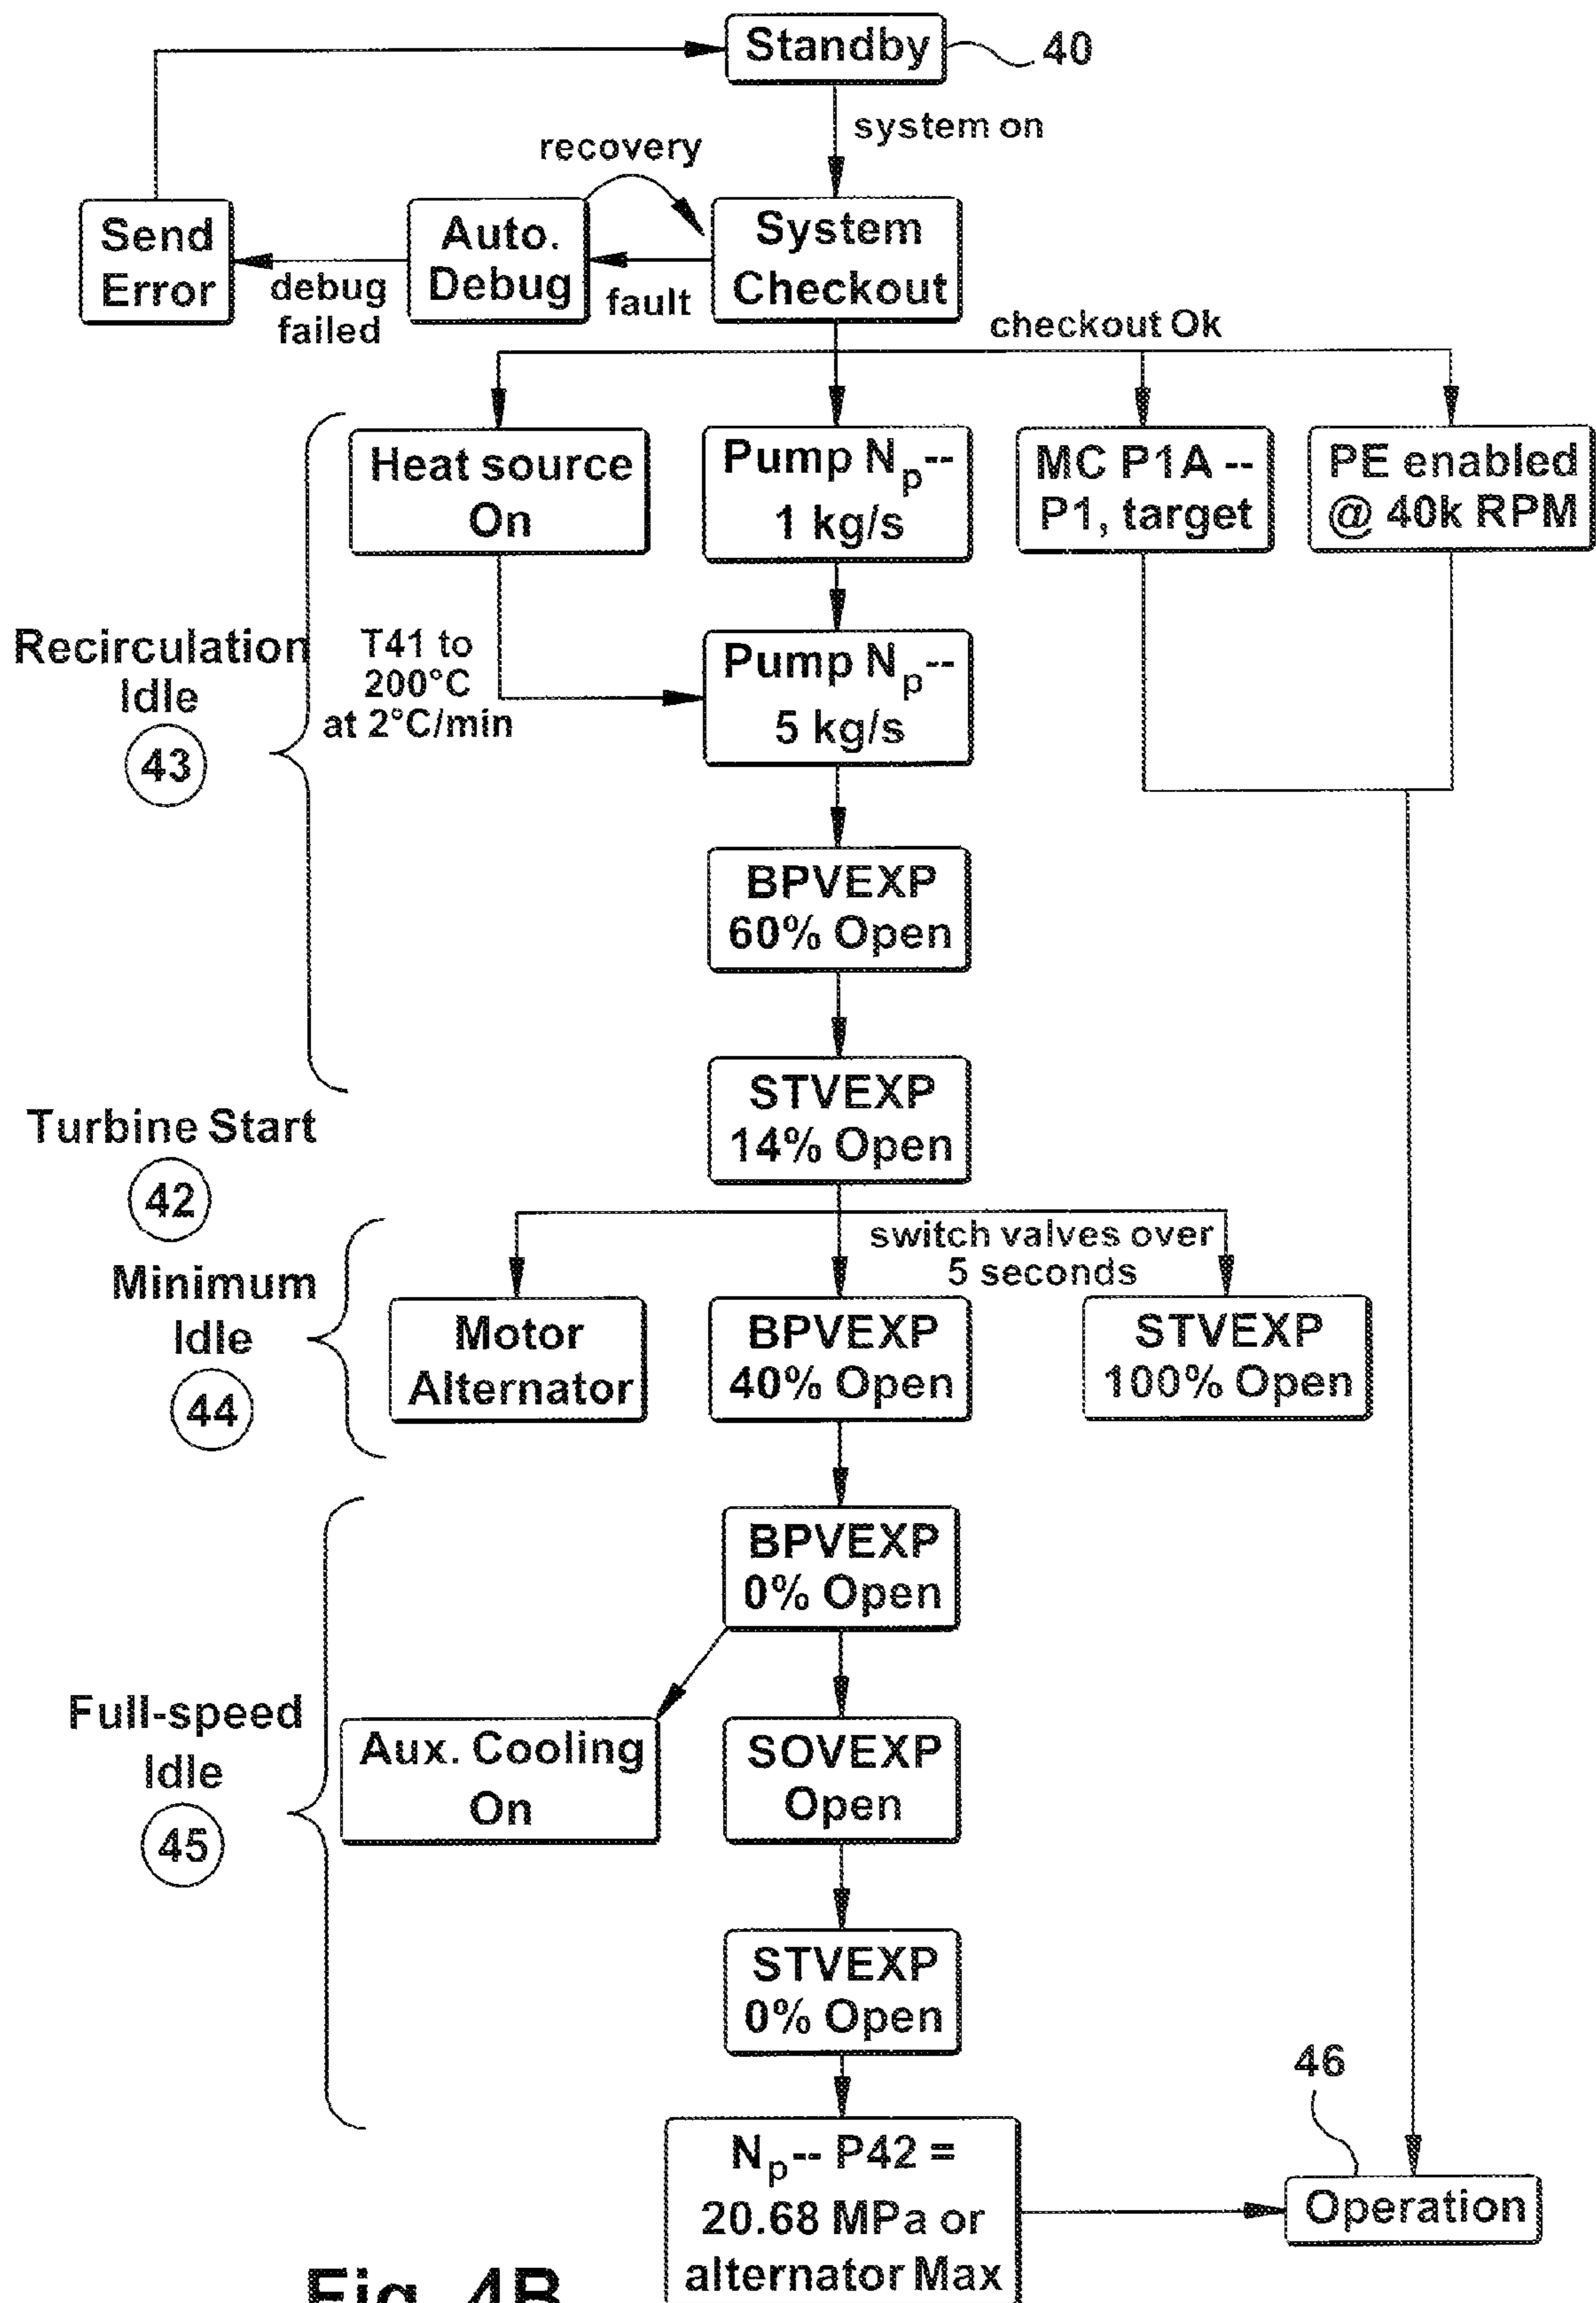 Standby
40
system on
recovery
Send
Error
Auto.
Debug
System
Checkout
debug
failed
fault
checkout Ok
Heat source
On
Pump Np--
1 kg/s
MC P1A --
P1, target
PE enabled
@ 40k RPM
Recirculation
Idle
43
T41 to
200°C
at 2°C/min
Pump Np--
5 kg/s
BPVEXP
60% Open
STVEXP
14% Open
Turbine Start
42
switch valves over
5 seconds
Minimum
Idle
44
Motor
Alternator
BPVEXP
40% Open
STVEXP
100% Open
BPVEXP
0% Open
Full-speed
Idle
45
Aux. Cooling
On
SOVEXP
Open
STVEXP
0% Open
46
Np-- P42 =
20.68 MPa or
alternator Max
Operation
Fig. 4B